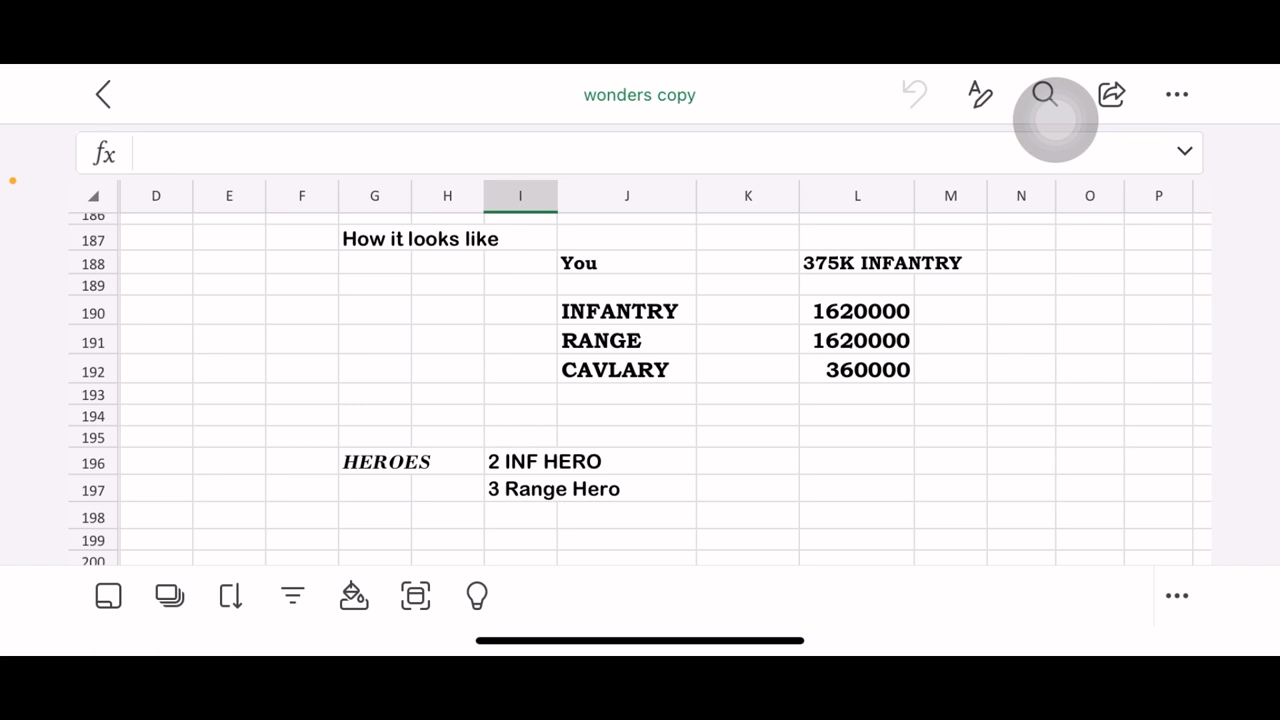 wonders copy
fx
D E F G H I J K L M N O P
186
187 How it looks like
188 You 375K INFANTRY
189
190 INFANTRY 1620000
191 RANGE 1620000
192 CAVLARY 360000
193
194
195
196 HEROES 2 INF HERO
197 3 Range Hero
198
199
200